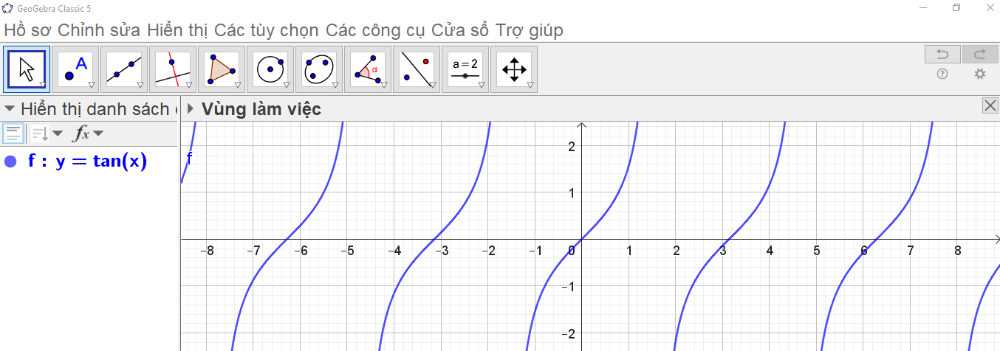 GeoGebra Classic 5
Hồ sơ Chỉnh sửa Hiển thị Các tùy chọn Các công cụ Cửa sổ Trợ giúp
A α a=2
Hiển thị danh sách
Vùng làm việc
fx
f : y = tan(x)
f
2
1
−8 −7 −6 −5 −4 −3 −2 −1 0 1 2 3 4 5 6 7 8
−1
−2